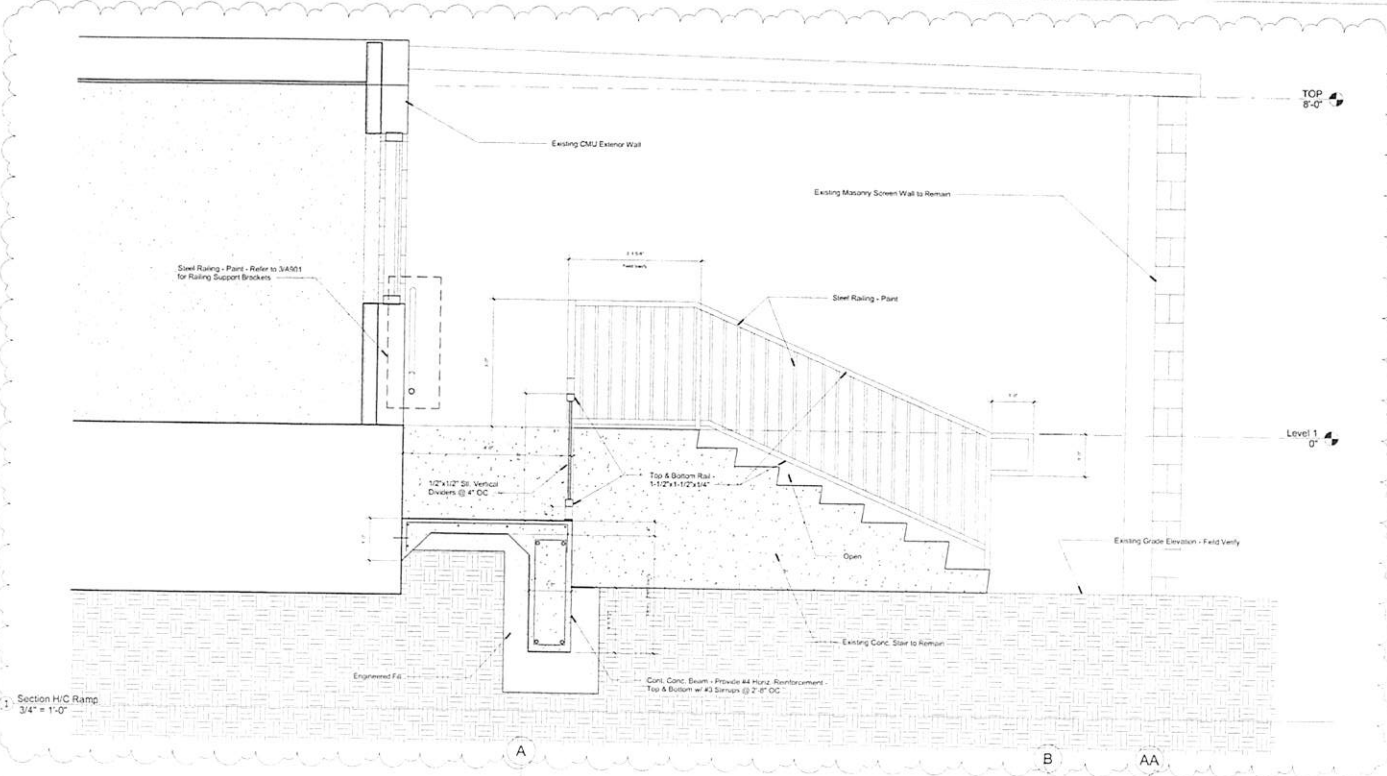 TOP
8'-0"
Existing CMU Exterior Wall
Existing Masonry Screen Wall to Remain
Steel Railing - Paint - Refer to 3/A901
for Railing Support Brackets
Field Verify
Steel Railing - Paint
Level 1
0"
1/2"x1/2" Stl. Vertical
Dividers @ 4" OC
Top & Bottom Rail -
1-1/2"x1-1/2"x1/4"
Open
Existing Grade Elevation - Field Verify
Existing Conc. Stair to Remain
Engineered Fill
Cont. Conc. Beam - Provide #4 Horiz. Reinforcement -
Top & Bottom w/ #3 Stirrups @ 2'-8" OC
1 Section H/C Ramp
3/4" = 1'-0"
A
B
AA